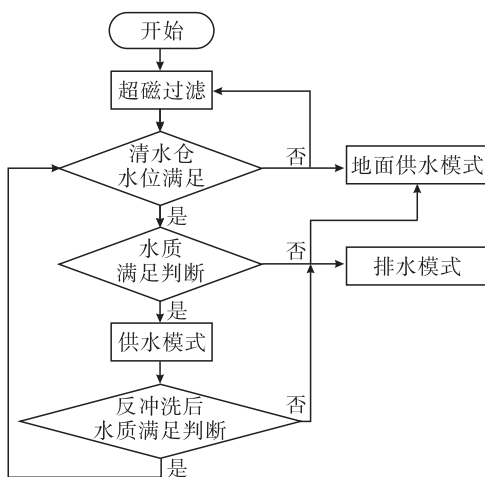 开始
超磁过滤
清水仓
水位满足
否
地面供水模式
是
水质
满足判断
否
排水模式
是
供水模式
反冲洗后
水质满足判断
否
是